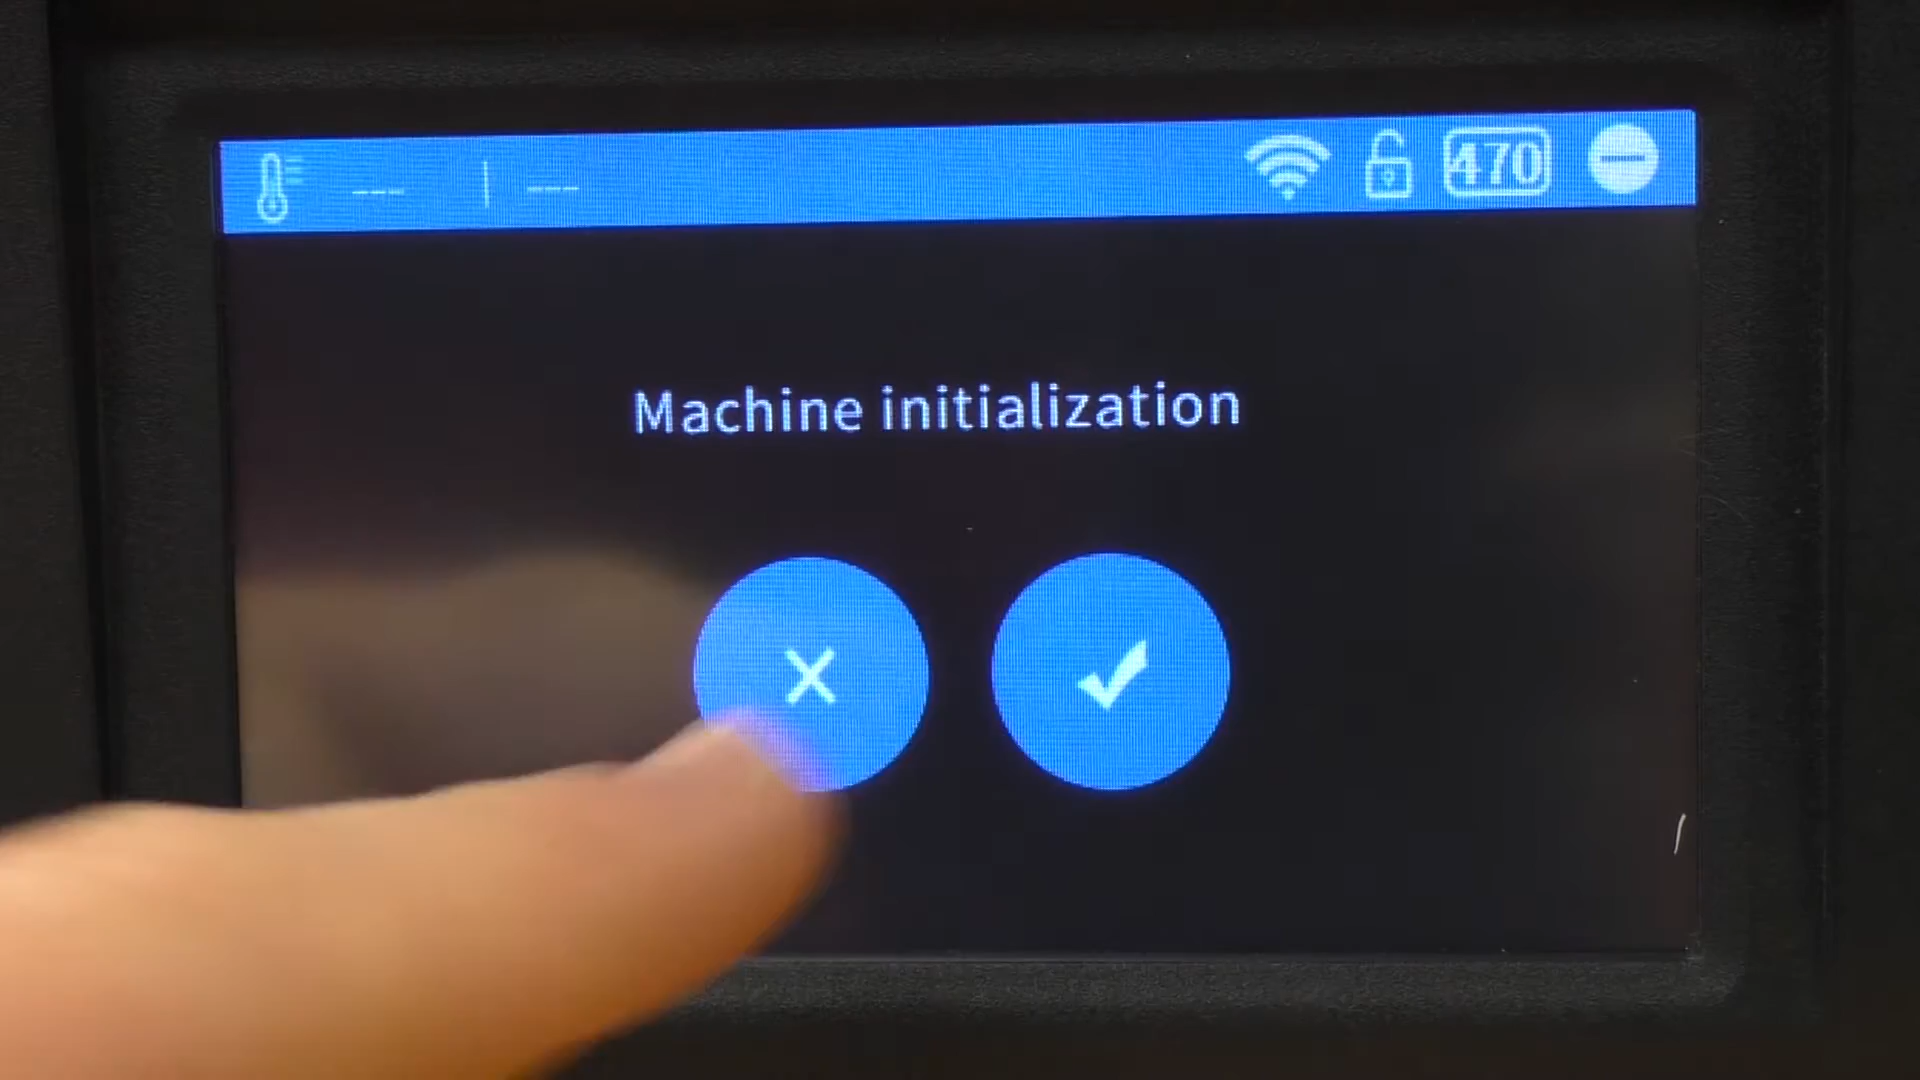 --- | --- 470
Machine initialization